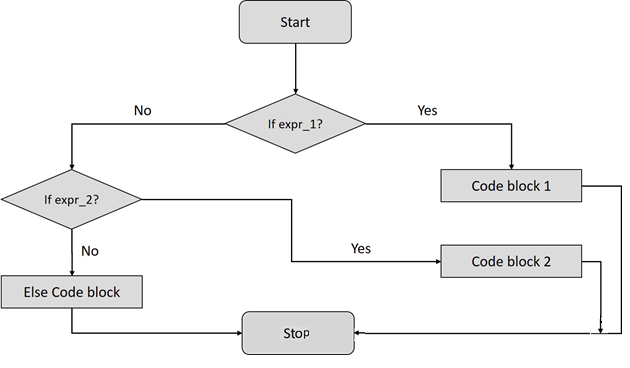 Start
No
If expr_1?
Yes
Code block 1
If expr_2?
No
Yes
Code block 2
Else Code block
Stop